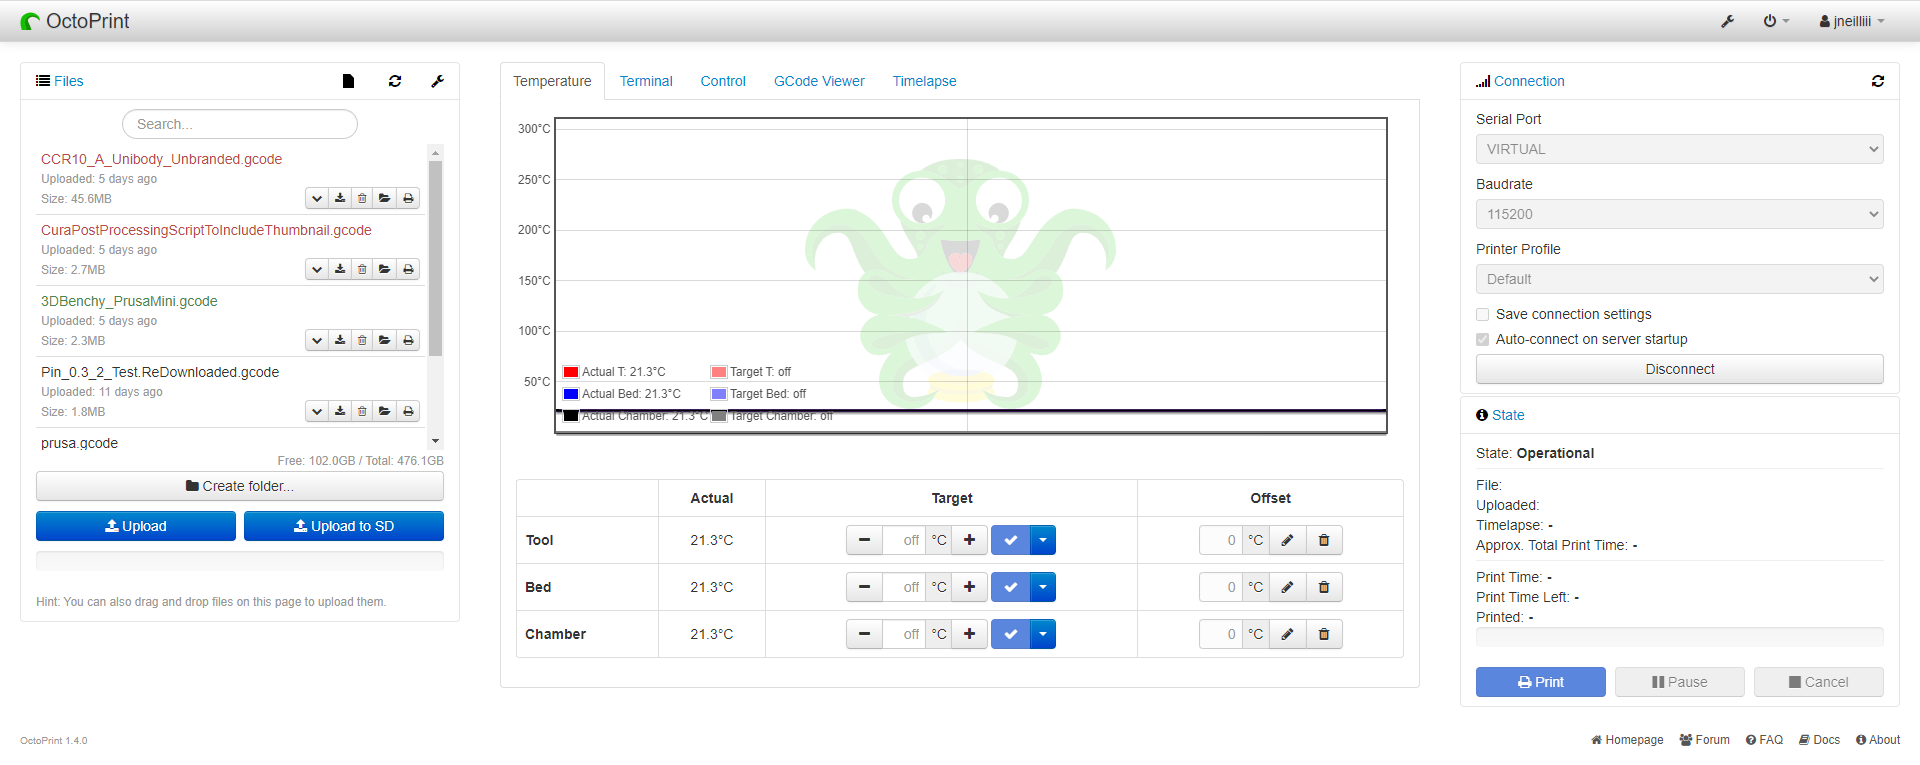 OctoPrint
jneilliii
Files
Search...
CCR10_A_Unibody_Unbranded.gcode
Uploaded: 5 days ago
Size: 45.6MB
CuraPostProcessingScriptToIncludeThumbnail.gcode
Uploaded: 5 days ago
Size: 2.7MB
3DBenchy_PrusaMini.gcode
Uploaded: 5 days ago
Size: 2.3MB
Pin_0.3_2_Test.ReDownloaded.gcode
Uploaded: 11 days ago
Size: 1.8MB
prusa.gcode
Free: 102.0GB / Total: 476.1GB
Create folder...
Upload
Upload to SD
Hint: You can also drag and drop files on this page to upload them.
Temperature Terminal Control GCode Viewer Timelapse
300°C
250°C
200°C
150°C
100°C
50°C
Actual T: 21.3°C Target T: off
Actual Bed: 21.3°C Target Bed: off
Actual Chamber: 21.3°C Target Chamber: off
Actual Target Offset
Tool 21.3°C off °C 0 °C
Bed 21.3°C off °C 0 °C
Chamber 21.3°C off °C 0 °C
Connection
Serial Port
VIRTUAL
Baudrate
115200
Printer Profile
Default
Save connection settings
Auto-connect on server startup
Disconnect
State
State: Operational
File:
Uploaded:
Timelapse: -
Approx. Total Print Time: -
Print Time: -
Print Time Left: -
Printed: -
Print Pause Cancel
OctoPrint 1.4.0
Homepage Forum FAQ Docs About